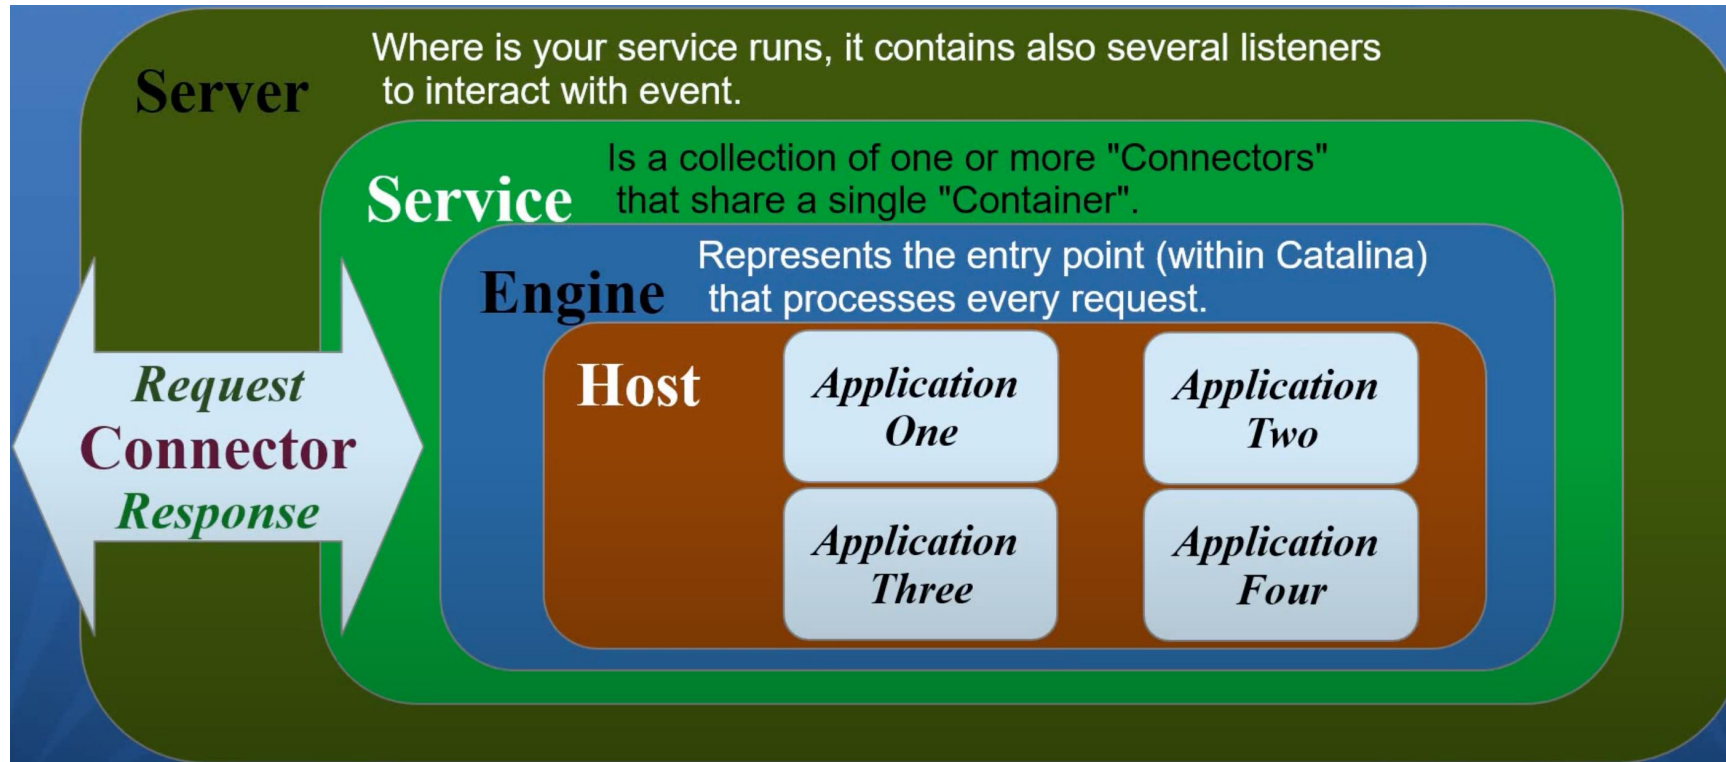 Where is your service runs, it contains also several listeners
to interact with event.
Server
Is a collection of one or more "Connectors"
that share a single "Container".
Service
Represents the entry point (within Catalina)
that processes every request.
Engine
Host
Application
One
Application
Two
Application
Three
Application
Four
Request
Connector
Response